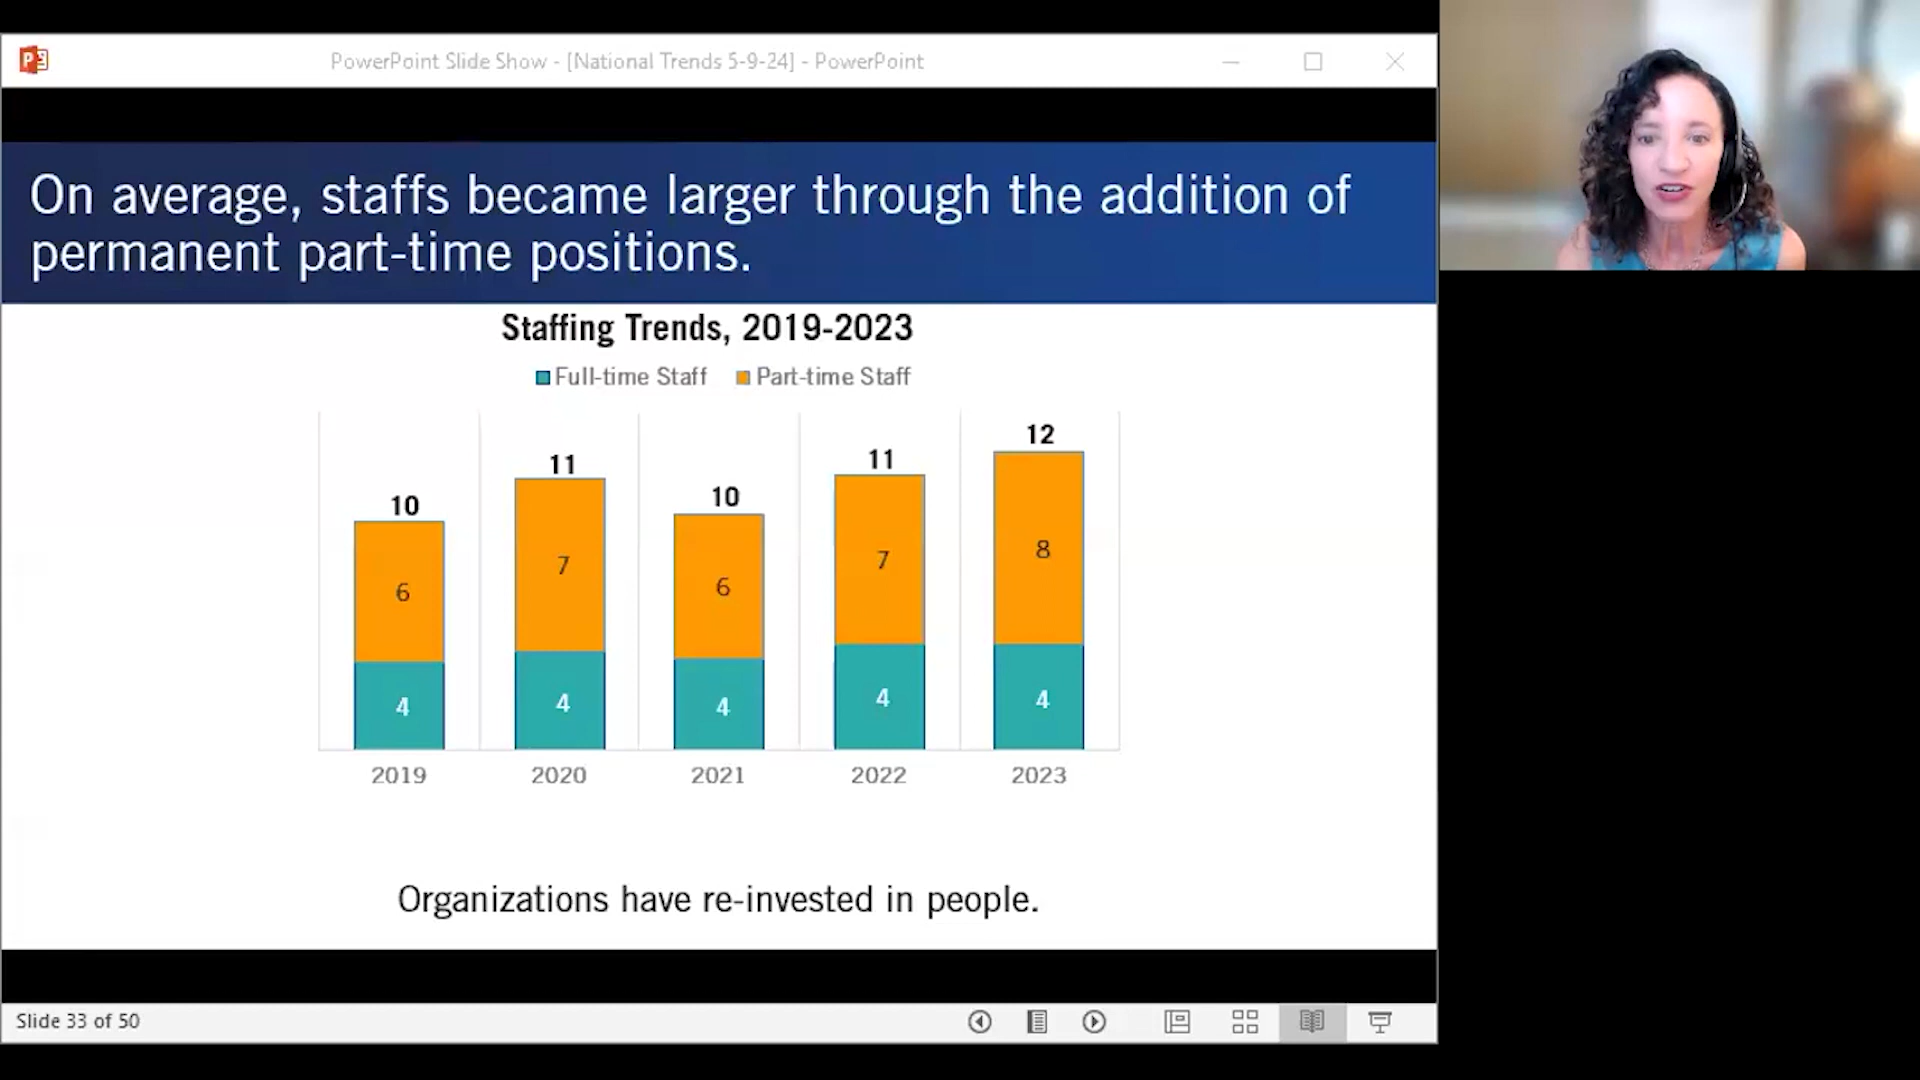 PowerPoint Slide Show - [National Trends 5-9-24] - PowerPoint
On average, staffs became larger through the addition of
permanent part-time positions.
Staffing Trends, 2019-2023
Full-time Staff Part-time Staff
10 11 10 11 12
6 7 6 7 8
4 4 4 4 4
2019 2020 2021 2022 2023
Organizations have re-invested in people.
Slide 33 of 50